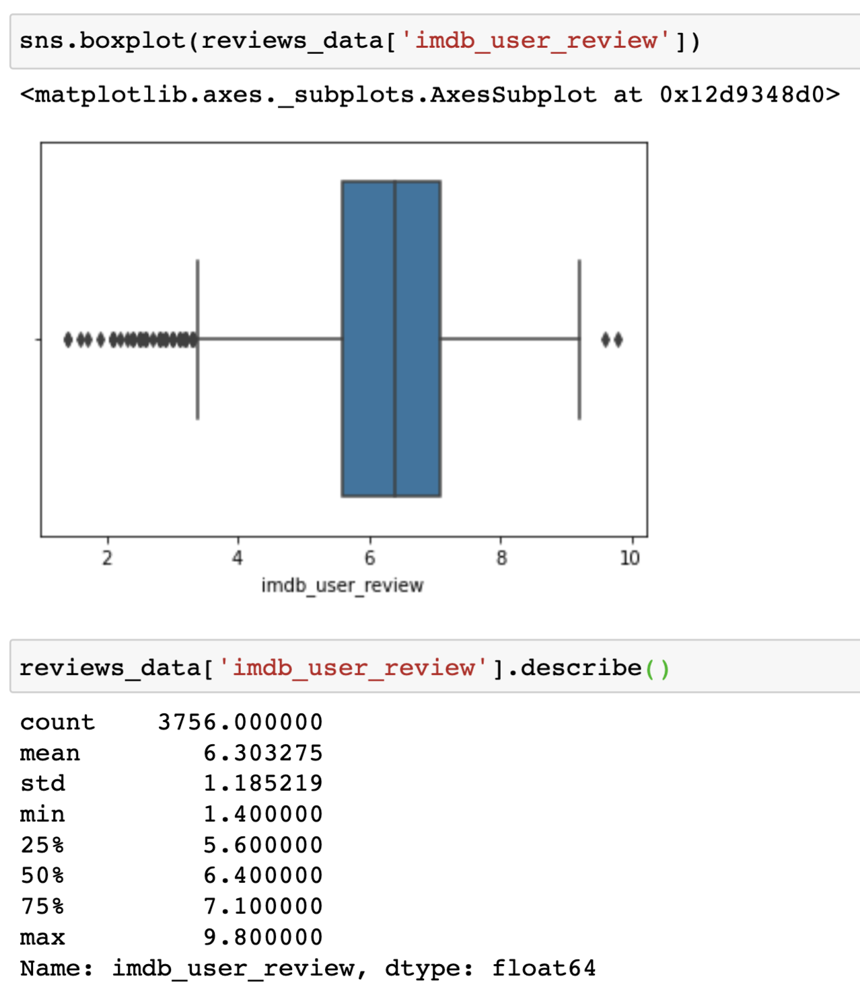 sns.boxplot(reviews_data['imdb_user_review'])
<matplotlib.axes._subplots.AxesSubplot at 0x12d9348d0>
2 4 6 8 10
imdb_user_review
reviews_data['imdb_user_review'].describe()
count 3756.000000
mean 6.303275
std 1.185219
min 1.400000
25% 5.600000
50% 6.400000
75% 7.100000
max 9.800000
Name: imdb_user_review, dtype: float64